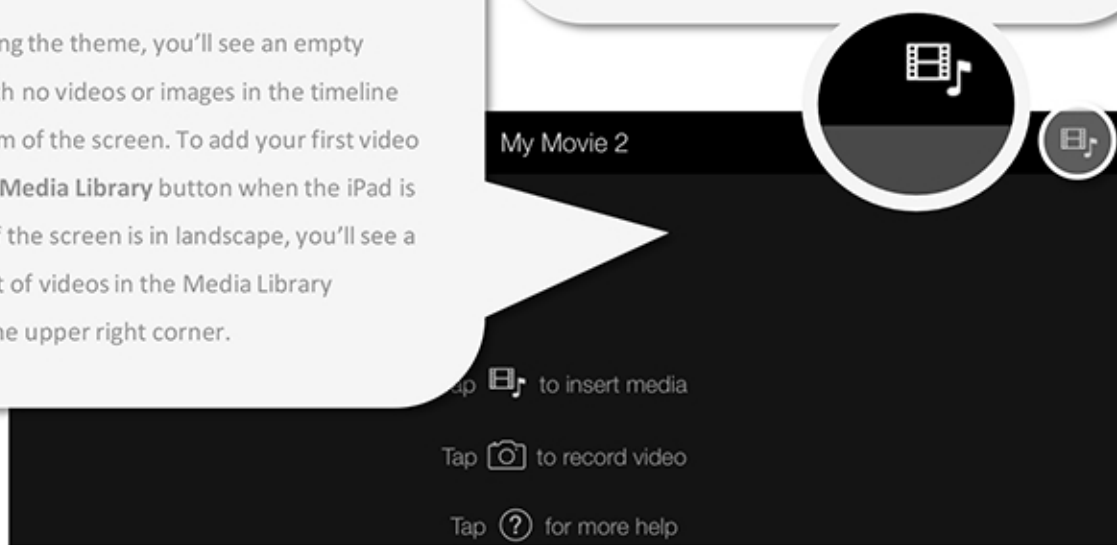 ng the theme, you'll see an empty
h no videos or images in the timeline
m of the screen. To add your first video
Media Library button when the iPad is
f the screen is in landscape, you'll see a
t of videos in the Media Library
ne upper right corner.
My Movie 2
ap to insert media
Tap to record video
Tap ? for more help